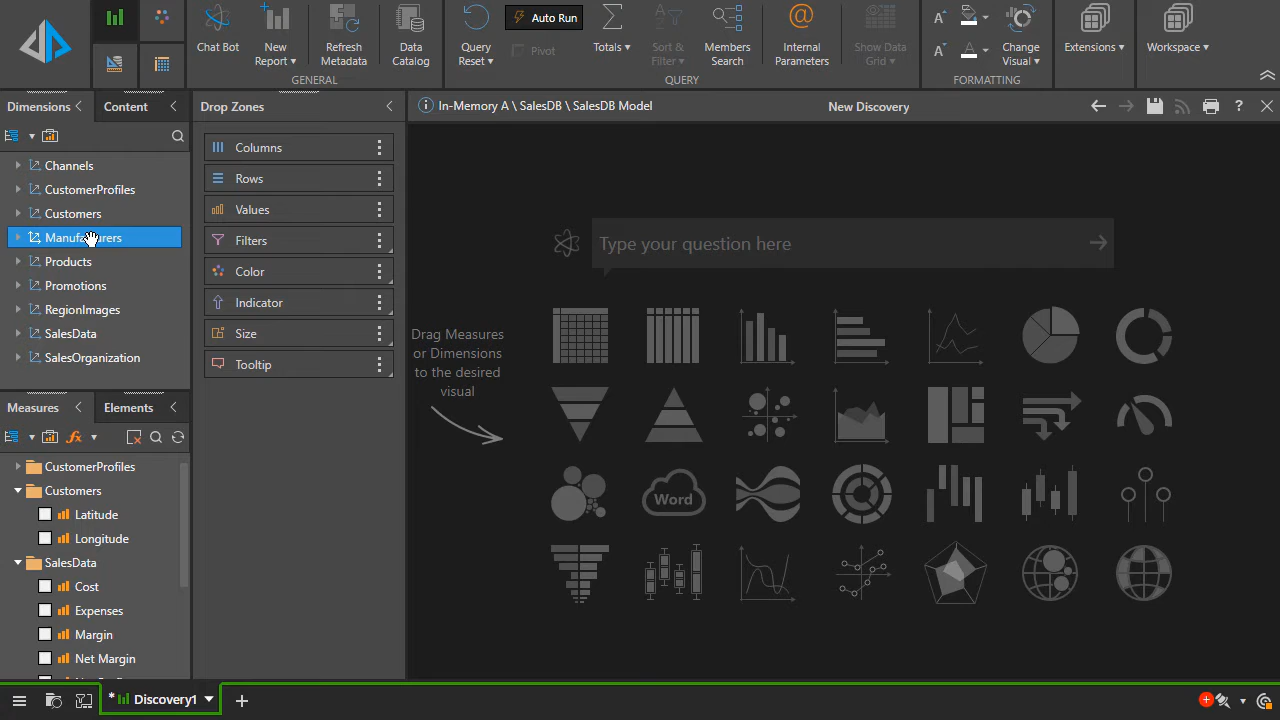 Chat Bot
New
Report
Refresh
Metadata
Data
Catalog
GENERAL
Query
Reset
Auto Run
Pivot
Totals
Sort &
Filter
Members
Search
QUERY
Internal
Parameters
Show Data
Grid
A
A
A
Change
Visual
FORMATTING
Extensions
Workspace
Dimensions
Content
Drop Zones
In-Memory A \ SalesDB \ SalesDB Model
New Discovery
?
Channels
CustomerProfiles
Customers
Manufacturers
Products
Promotions
RegionImages
SalesData
SalesOrganization
Columns
Rows
Values
Filters
Color
Indicator
Size
Tooltip
Type your question here
Drag Measures
or Dimensions
to the desired
visual
Word
Measures
Elements
fx
CustomerProfiles
Customers
Latitude
Longitude
SalesData
Cost
Expenses
Margin
Net Margin
* Discovery1